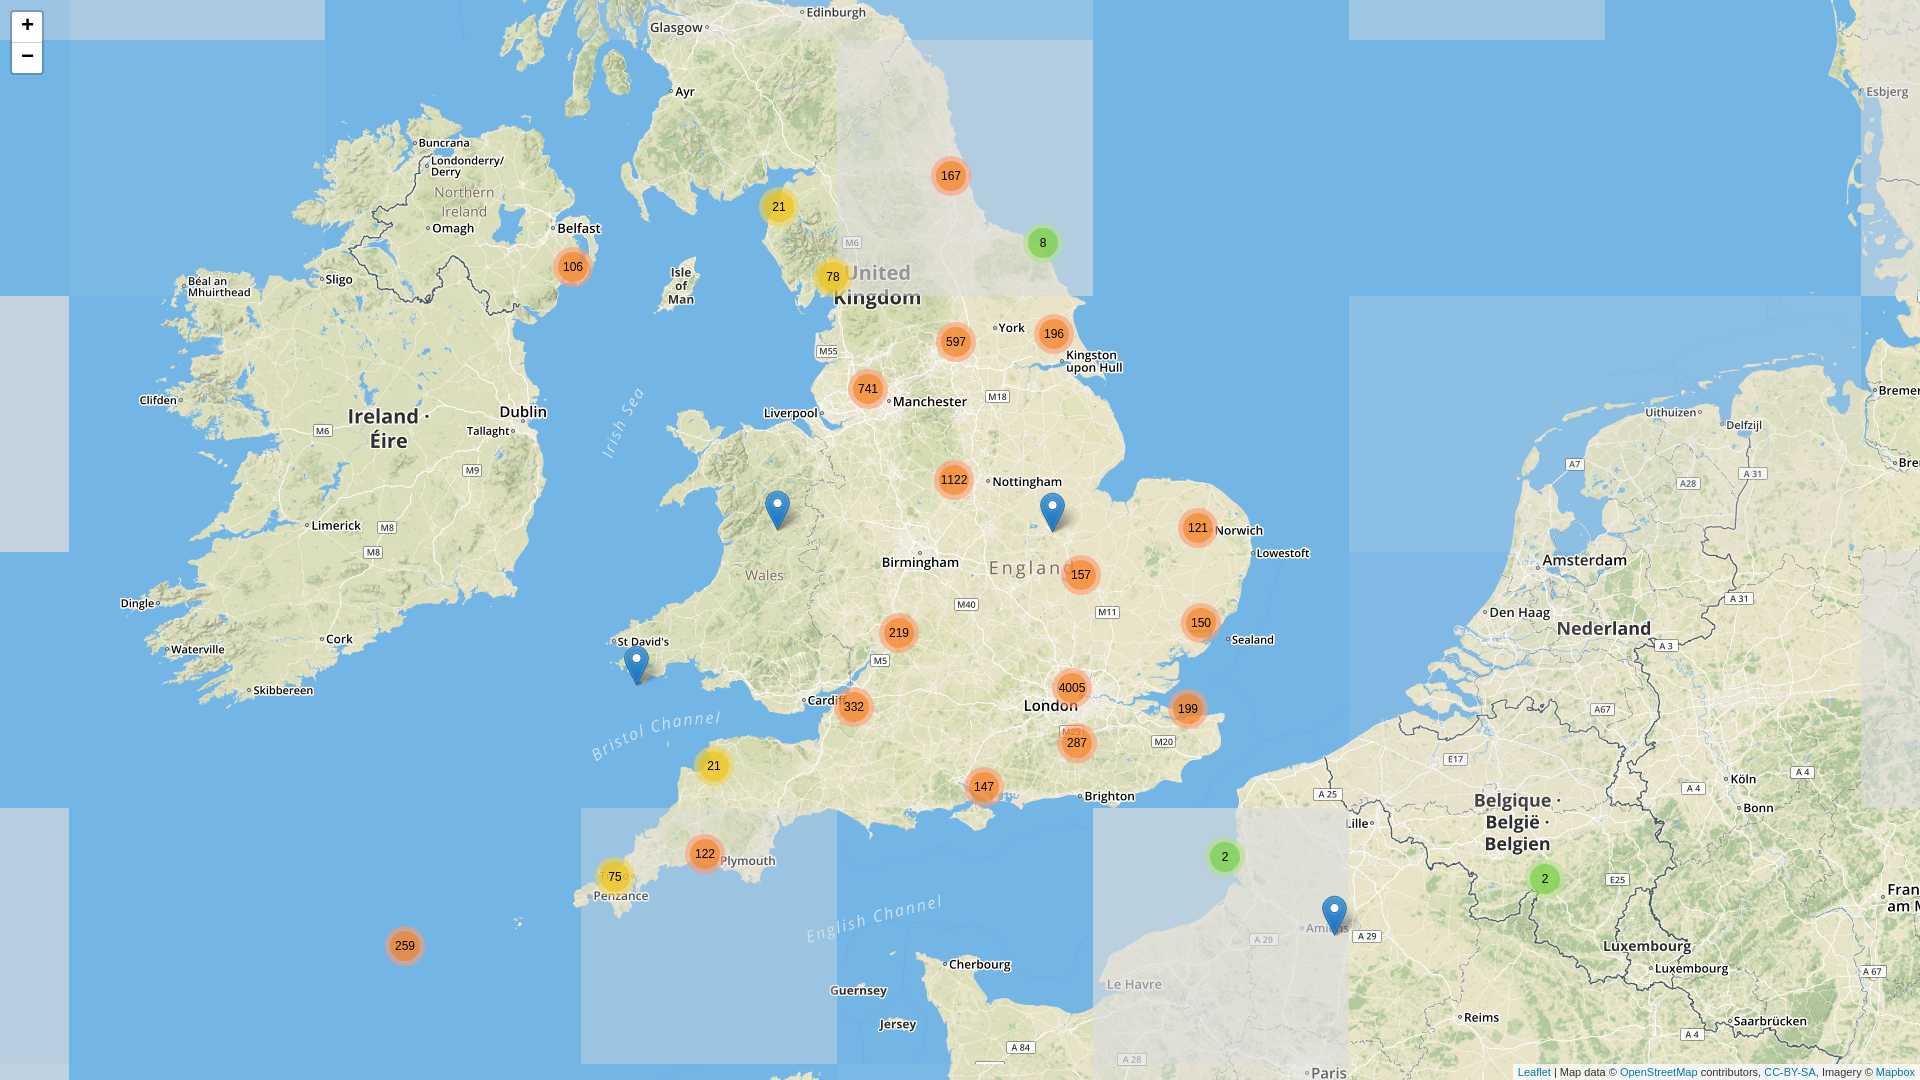 +
−
Edinburgh
Glasgow
Ayr
Esbjerg
Buncrana
Londonderry/
Derry
Northern
Ireland
Omagh
Belfast
167
21
8
M6
106
78
United
Kingdom
Isle
of
Man
Sligo
Béal an
Mhuirthead
York
196
597
M55
Kingston
upon Hull
741
Manchester
M18
Liverpool
Irish Sea
Clifden
Ireland ·
Éire
Dublin
Tallaght
M6
M9
Uithuizen
Delfzijl
Bremer
Bre
A7
A 31
A28
1122
Nottingham
121
Norwich
Lowestoft
Limerick
M8
M8
Birmingham
England
157
Wales
Amsterdam
A 31
Den Haag
Nederland
A 3
Dingle
M40
M11
150
Sealand
219
M5
St David's
Cork
Waterville
Skibbereen
4005
London
Cardiff
332
199
M25
287
M20
A67
E17
Bristol Channel
21
147
Brighton
A 25
Lille
Köln
A 4
A 4
Bonn
Belgique ·
België ·
Belgien
122
Plymouth
75
Penzance
2
2
E25
Fran
am M
English Channel
259
Amiens
A 29
A 29
Luxembourg
Luxembourg
A 67
Cherbourg
Le Havre
Guernsey
Jersey
Reims
Saarbrücken
A 4
A 84
A 28
Paris
Leaflet | Map data © OpenStreetMap contributors, CC-BY-SA, Imagery © Mapbox